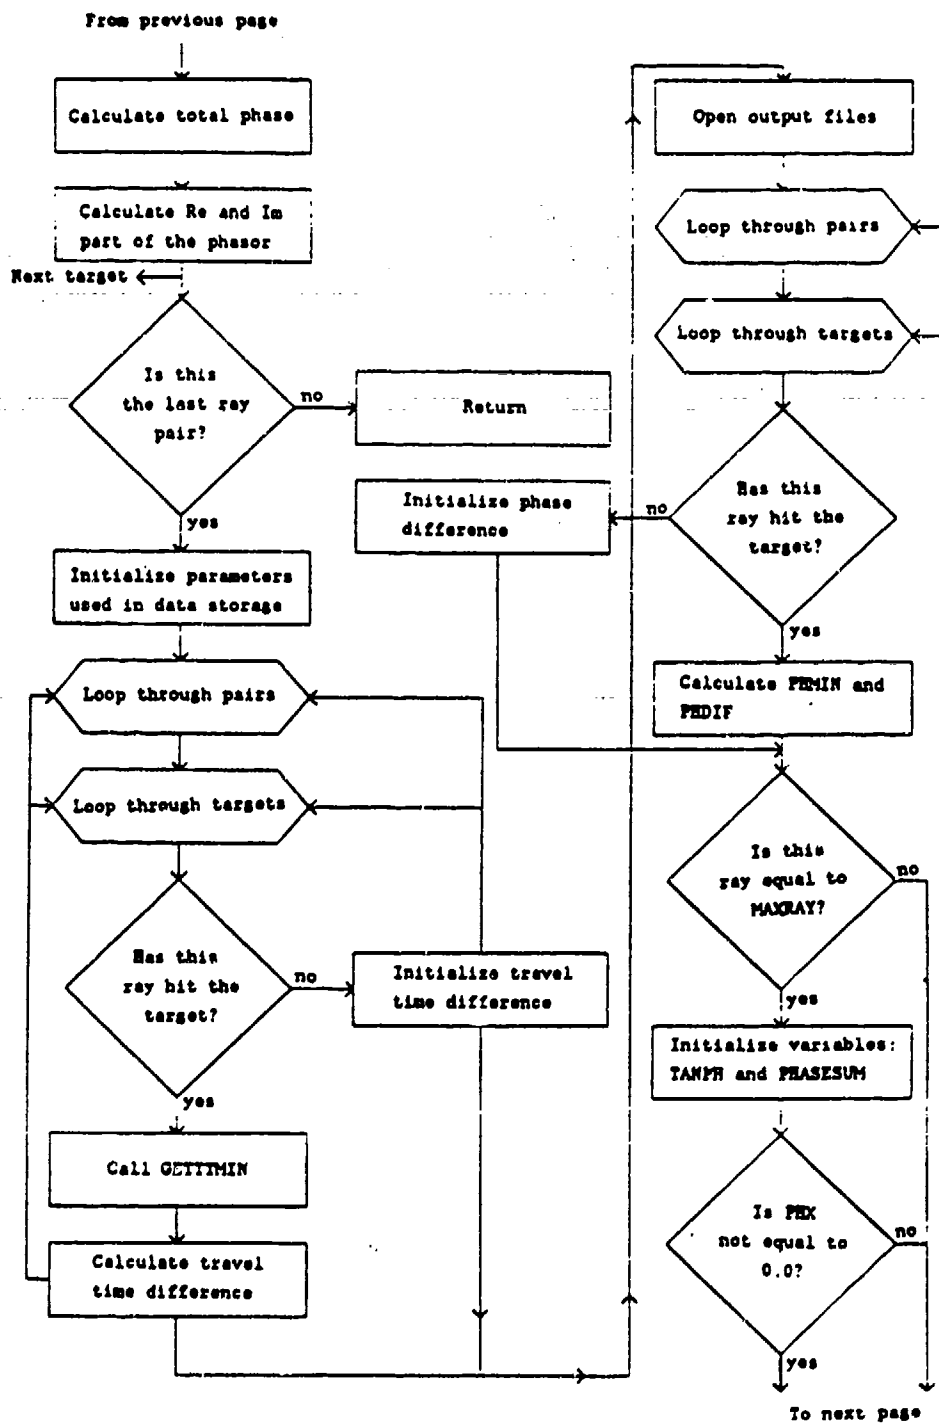 From previous page
Calculate total phase
Calculate Re and Im
part of the phasor
Next target
Is this
the last ray
pair?
no
Return
yes
Initialize parameters
used in data storage
Loop through pairs
Loop through targets
Has this
ray hit the
target?
no
Initialize travel
time difference
yes
Call GETTTMIN
Calculate travel
time difference
Open output files
Loop through pairs
Loop through targets
Has this
ray hit the
target?
no
Initialize phase
difference
yes
Calculate PHMIN and
PHDIF
Is this
ray equal to
MAXRAY?
no
yes
Initialize variables:
TANPH and PHASESUM
Is PHX
not equal to
0.0?
no
yes
To next page